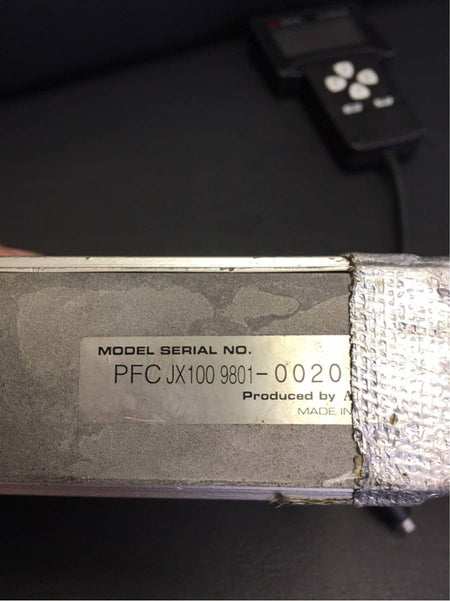 MODEL SERIAL NO.
PFC JX100 9801-0020
Produced by A
MADE IN